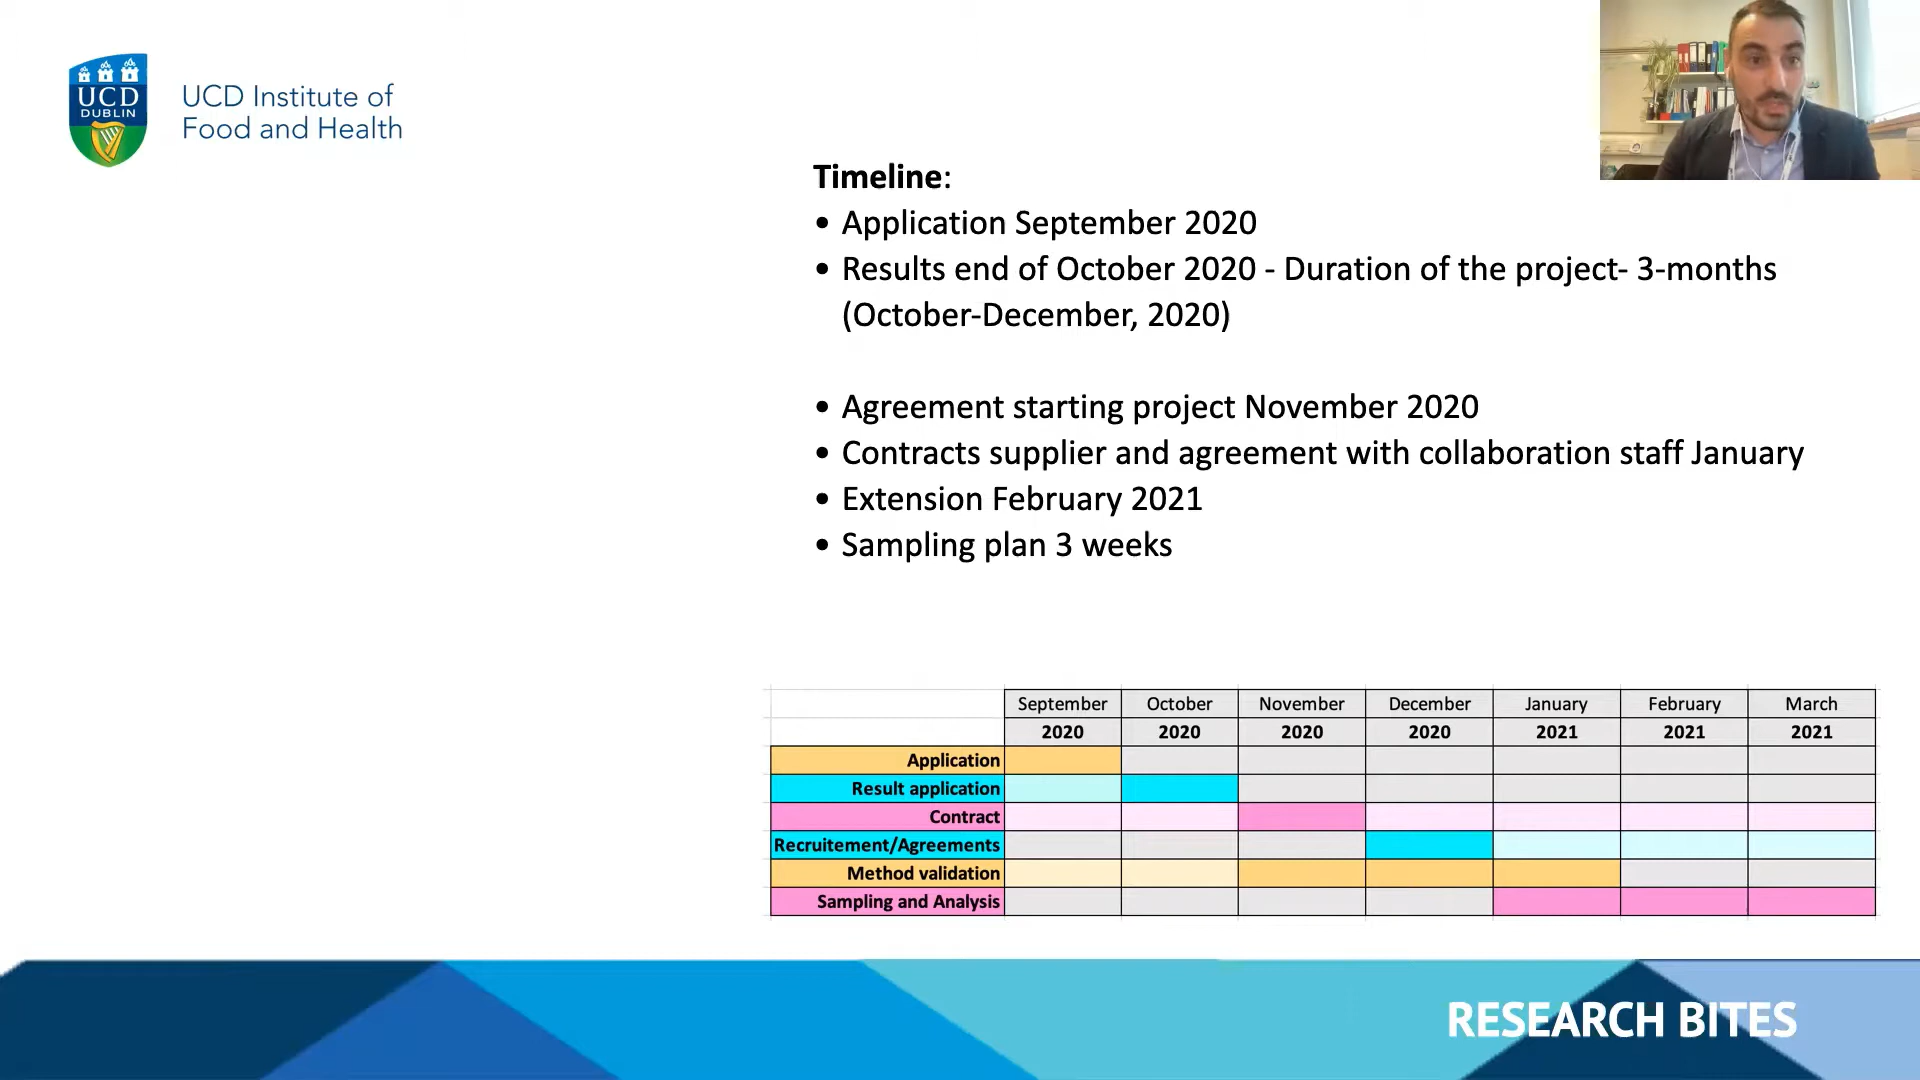 UCD
DUBLIN
UCD Institute of
Food and Health
Timeline:
• Application September 2020
• Results end of October 2020 - Duration of the project- 3-months
(October-December, 2020)
• Agreement starting project November 2020
• Contracts supplier and agreement with collaboration staff January
• Extension February 2021
• Sampling plan 3 weeks
September October November December January February March
2020 2020 2020 2020 2021 2021 2021
Application
Result application
Contract
Recruitement/Agreements
Method validation
Sampling and Analysis
RESEARCH BITES